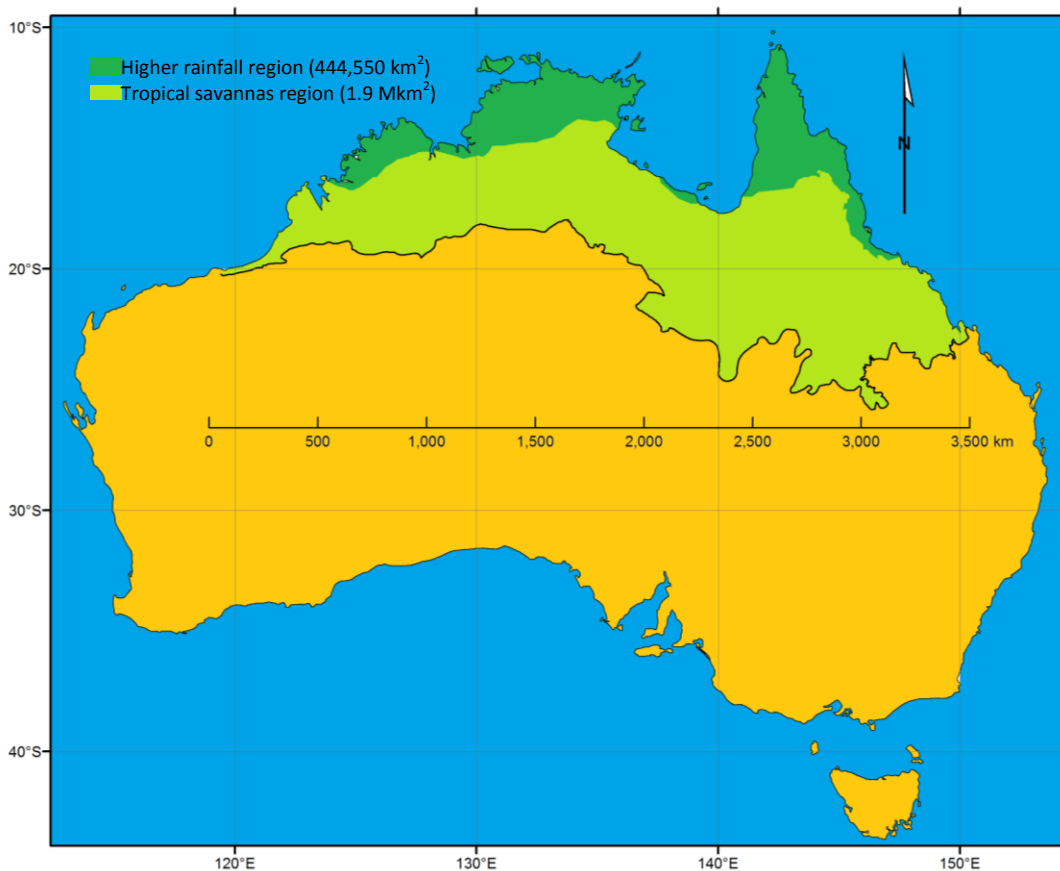 10°S
Higher rainfall region (444,550 km²)
Tropical savannas region (1.9 Mkm²)
N
20°S
0 500 1,000 1,500 2,000 2,500 3,000 3,500 km
30°S
40°S
120°E 130°E 140°E 150°E